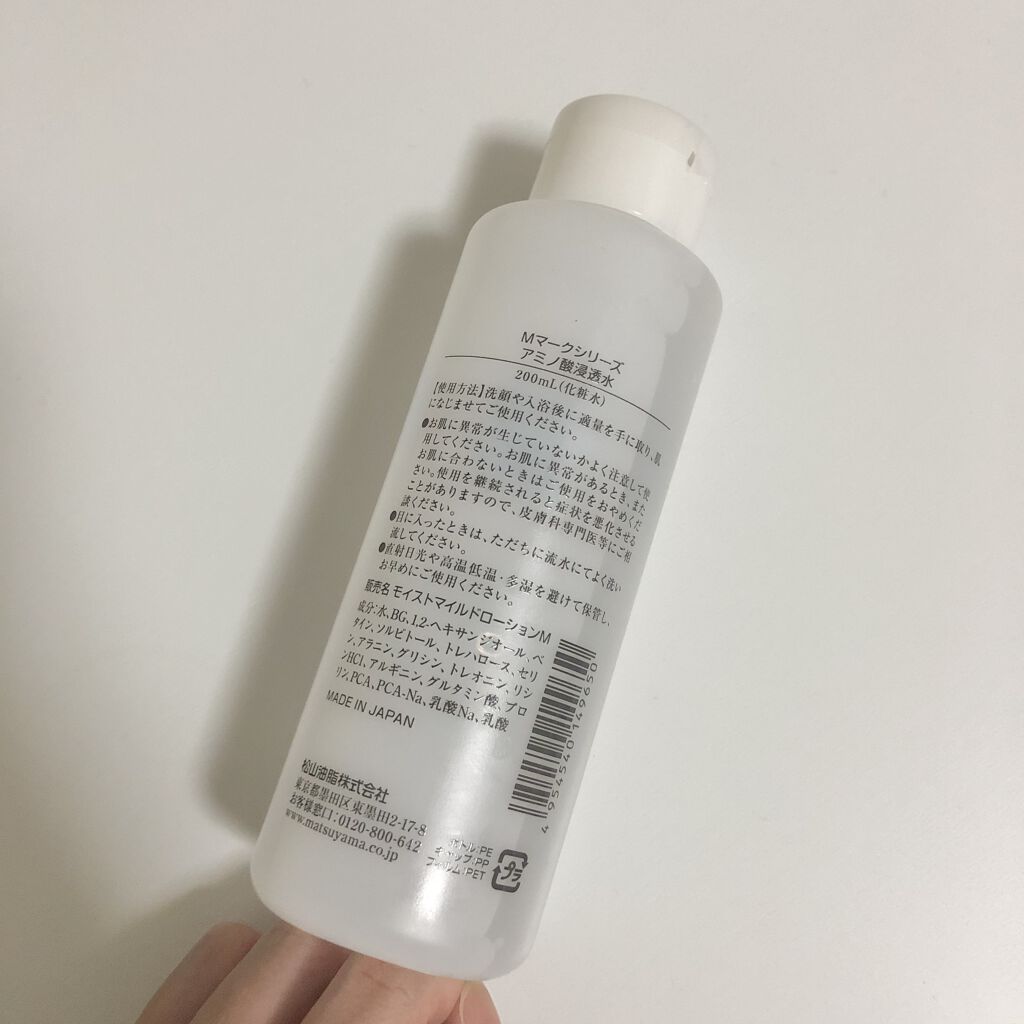 Mマークシリーズ
アミノ酸浸透水
200mL(化粧水)
【使用方法】洗顔や入浴後に適量を手に取り、肌
になじませてご使用ください。
●お肌に異常が生じていないかよく注意して使
用してください。お肌に異常があるとき、また
お肌に合わないときはご使用をおやめくだ
さい。使用を継続されると症状を悪化させる
ことがありますので、皮膚科専門医等にご相
談ください。
●目に入ったときは、ただちに流水にてよく洗い
流してください。
●直射日光や高温低温・多湿を避けて保管し、
お早めにご使用ください。
販売名 モイストマイルドローションM
成分:水、BG、1,2-ヘキサンジオール、ベ
タイン、ソルビトール、トレハロース、セリ
ン、アラニン、グリシン、トレオニン、リシ
ンHCl、アルギニン、グルタミン酸、プロ
リン、PCA、PCA-Na、乳酸Na、乳酸
MADE IN JAPAN
松山油脂株式会社
東京都墨田区東墨田2-17-8
お客様窓口:0120-800-642
www.matsuyama.co.jp
ボトル:PE
キャップ:PP
フィルム:PET
プラ